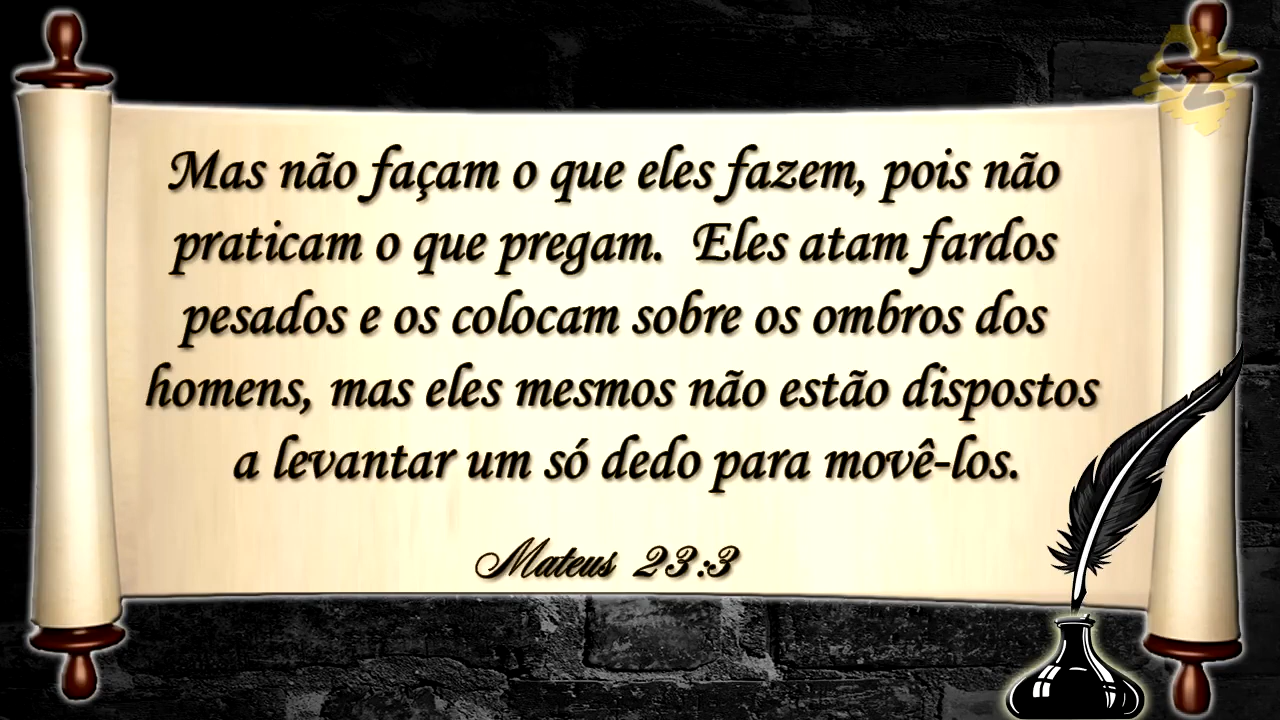 Mas não façam o que eles fazem, pois não
praticam o que pregam. Eles atam fardos
pesados e os colocam sobre os ombros dos
homens, mas eles mesmos não estão dispostos
a levantar um só dedo para movê-los.
Mateus 23:3